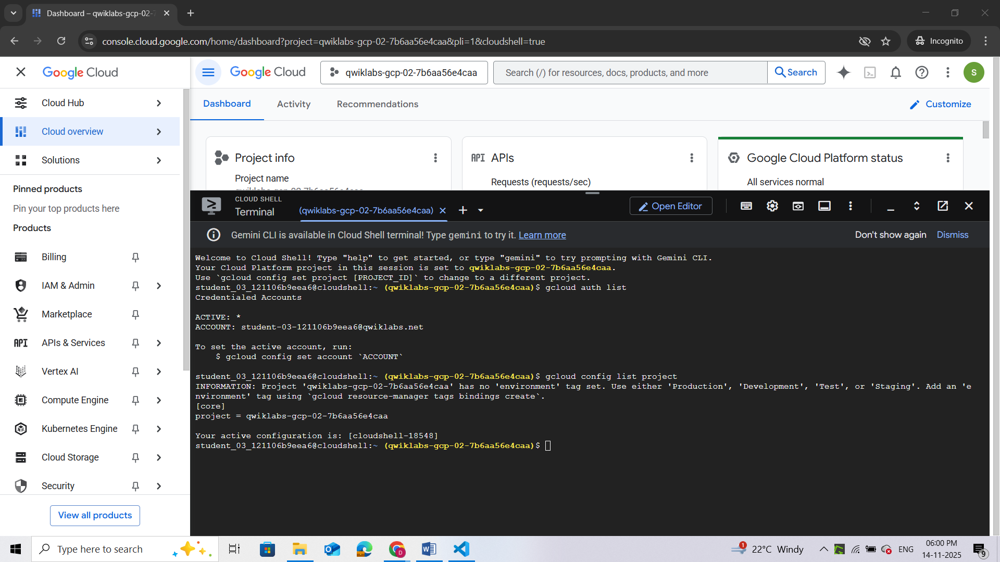 Dashboard – qwiklabs-gcp-02-
console.cloud.google.com/home/dashboard?project=qwiklabs-gcp-02-7b6aa56e4caa&pli=1&cloudshell=true
Incognito
Google Cloud
Cloud Hub
Cloud overview
Solutions
Pinned products
Pin your top products here
Products
Billing
IAM & Admin
Marketplace
API
APIs & Services
Vertex AI
Compute Engine
Kubernetes Engine
Cloud Storage
Security
View all products
Google Cloud
qwiklabs-gcp-02-7b6aa56e4caa
Search (/) for resources, docs, products, and more
Search
S
Dashboard
Activity
Recommendations
Customize
Project info
Project name
API
APIs
Requests (requests/sec)
Google Cloud Platform status
All services normal
CLOUD SHELL
Terminal
(qwiklabs-gcp-02-7b6aa56e4caa)
Open Editor
Gemini CLI is available in Cloud Shell terminal! Type gemini to try it. Learn more
Don't show again
Dismiss
Welcome to Cloud Shell! Type "help" to get started, or type "gemini" to try prompting with Gemini CLI.
Your Cloud Platform project in this session is set to qwiklabs-gcp-02-7b6aa56e4caa.
Use `gcloud config set project [PROJECT_ID]` to change to a different project.
student_03_121106b9eea6@cloudshell:~ (qwiklabs-gcp-02-7b6aa56e4caa)$ gcloud auth list
Credentialed Accounts
ACTIVE: *
ACCOUNT: student-03-121106b9eea6@qwiklabs.net
To set the active account, run:
$ gcloud config set account `ACCOUNT`
student_03_121106b9eea6@cloudshell:~ (qwiklabs-gcp-02-7b6aa56e4caa)$ gcloud config list project
INFORMATION: Project 'qwiklabs-gcp-02-7b6aa56e4caa' has no 'environment' tag set. Use either 'Production', 'Development', 'Test', or 'Staging'. Add an 'e
nvironment' tag using `gcloud resource-manager tags bindings create`.
[core]
project = qwiklabs-gcp-02-7b6aa56e4caa
Your active configuration is: [cloudshell-18548]
student_03_121106b9eea6@cloudshell:~ (qwiklabs-gcp-02-7b6aa56e4caa)$
Type here to search
D
1
22°C Windy
ENG
06:00 PM
14-11-2025
9